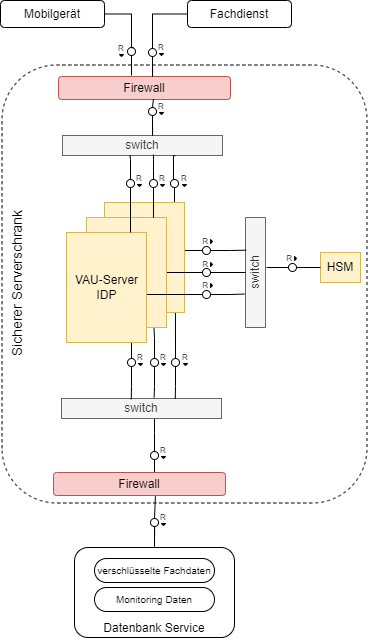 Mobilgerät
Fachdienst
R
R
Firewall
R
switch
R
R
R
Sicherer Serverschrank
VAU-Server
IDP
R
R
R
switch
R
HSM
R
R
R
switch
R
Firewall
R
verschlüsselte Fachdaten
Monitoring Daten
Datenbank Service